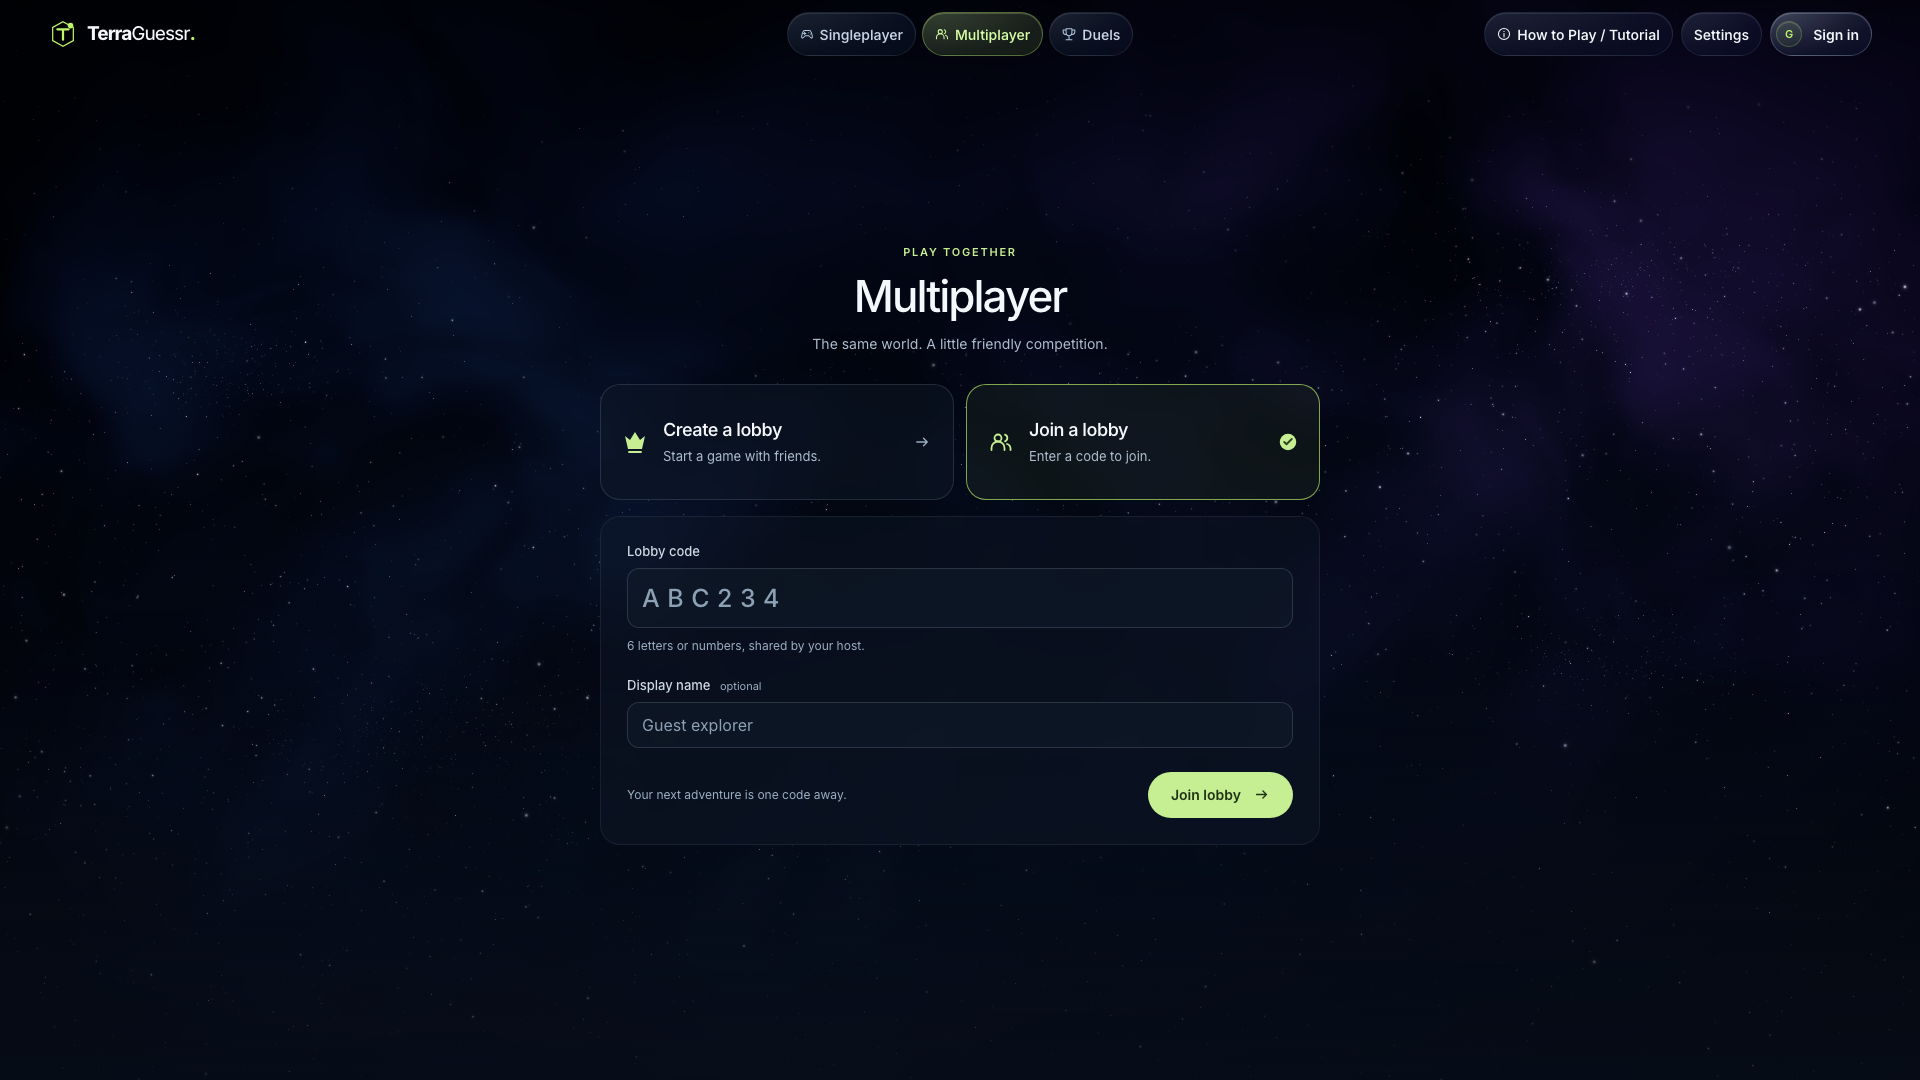 TerraGuessr.
Singleplayer
Multiplayer
Duels
How to Play / Tutorial
Settings
G
Sign in
PLAY TOGETHER
Multiplayer
The same world. A little friendly competition.
Create a lobby
Start a game with friends.
Join a lobby
Enter a code to join.
Lobby code
ABC234
6 letters or numbers, shared by your host.
Display name optional
Guest explorer
Your next adventure is one code away.
Join lobby